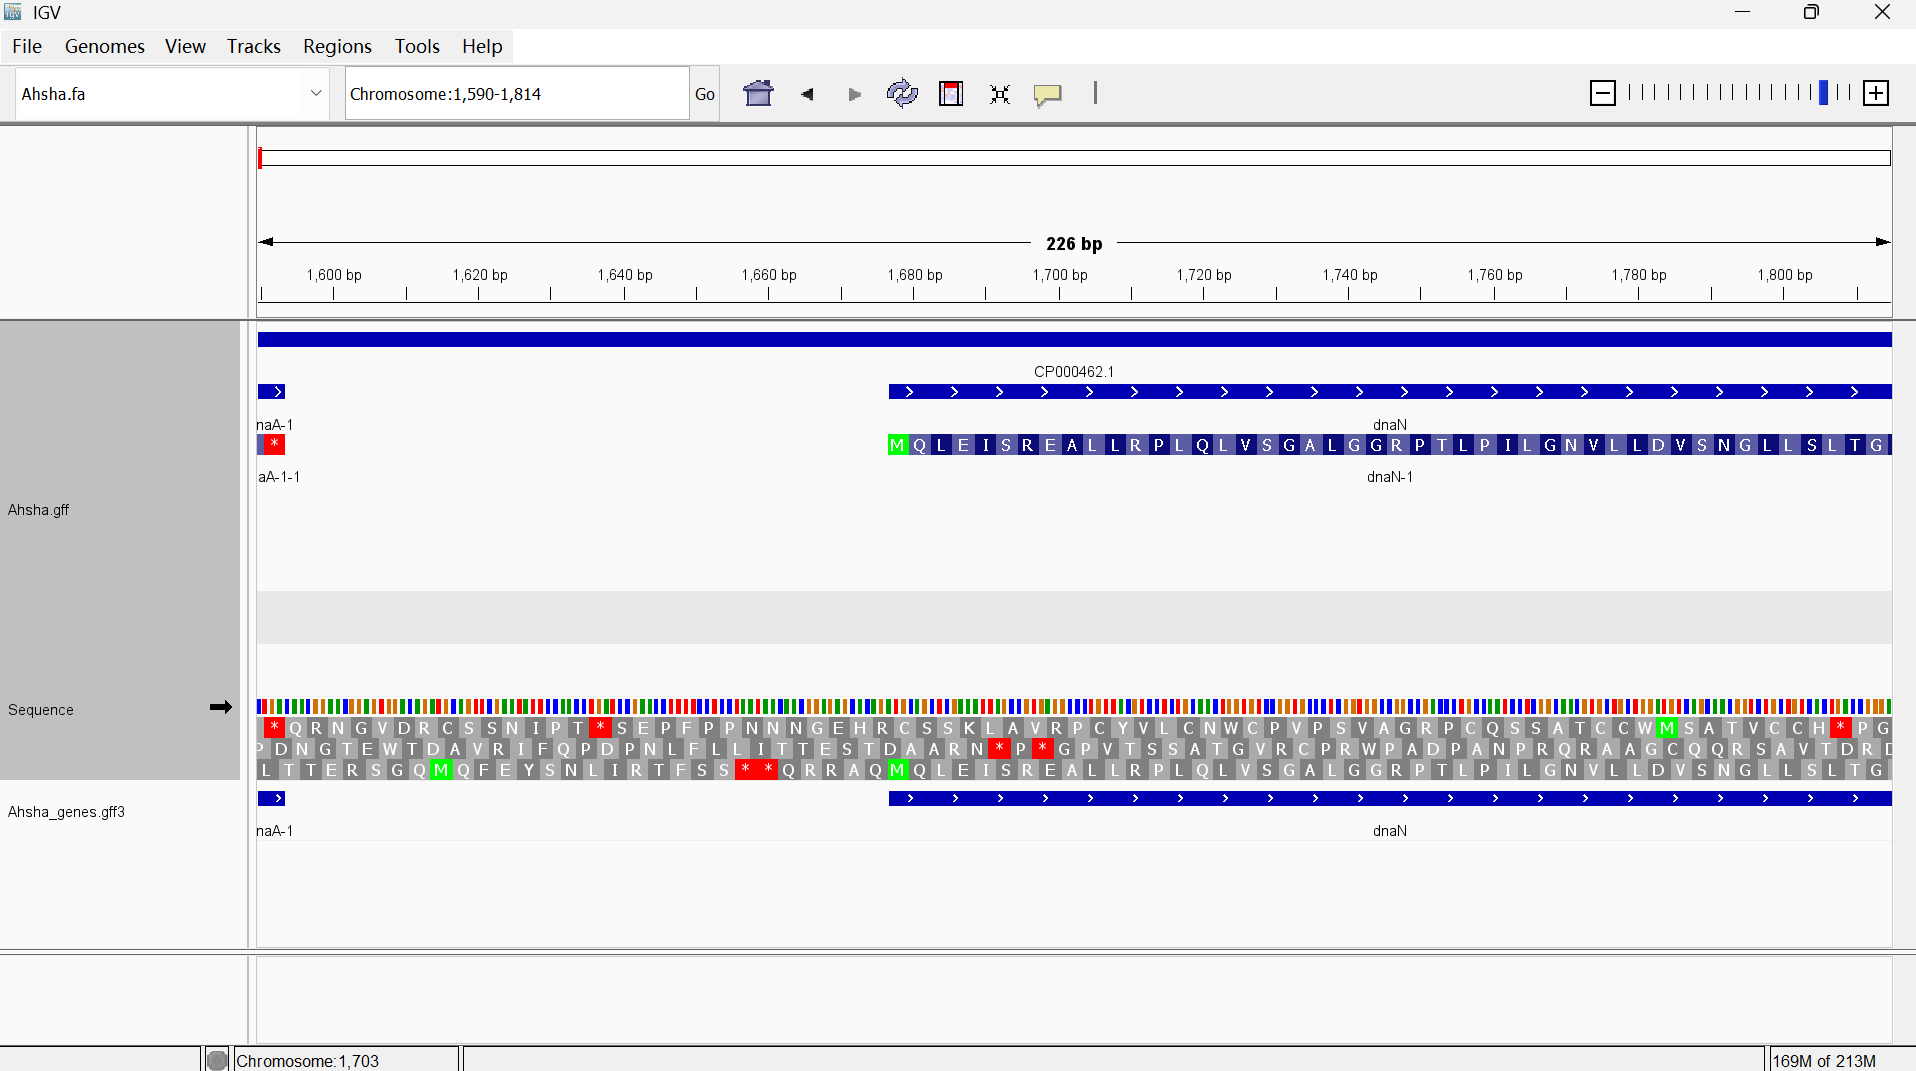 IGV
File Genomes View Tracks Regions Tools Help
Ahsha.fa Chromosome:1,590-1,814 Go
226 bp
1,600 bp 1,620 bp 1,640 bp 1,660 bp 1,680 bp 1,700 bp 1,720 bp 1,740 bp 1,760 bp 1,780 bp 1,800 bp
CP000462.1
naA-1 dnaN
* M Q L E I S R E A L L R P L Q L V S G A L G G R P T L P I L G N V L L D V S N G L L S L T G
aA-1-1 dnaN-1
Ahsha.gff
Sequence
* Q R N G V D R C S S N I P T * S E P F P P N N N G E H R C S S K L A V R P C Y V L C N W C P V P S V A G R P C Q S S A T C C W M S A T V C C H * P G
P D N G T E W T D A V R I F Q P D P N L F L L I T T E S T D A A R N * P * G P V T S S A T G V R C P R W P A D P A N P R Q R A A G C Q Q R S A V T D R D
L T T E R S G Q M Q F E Y S N L I R T F S S * * Q R R A Q M Q L E I S R E A L L R P L Q L V S G A L G G R P T L P I L G N V L L D V S N G L L S L T G
Ahsha_genes.gff3
naA-1 dnaN
Chromosome:1,703 169M of 213M